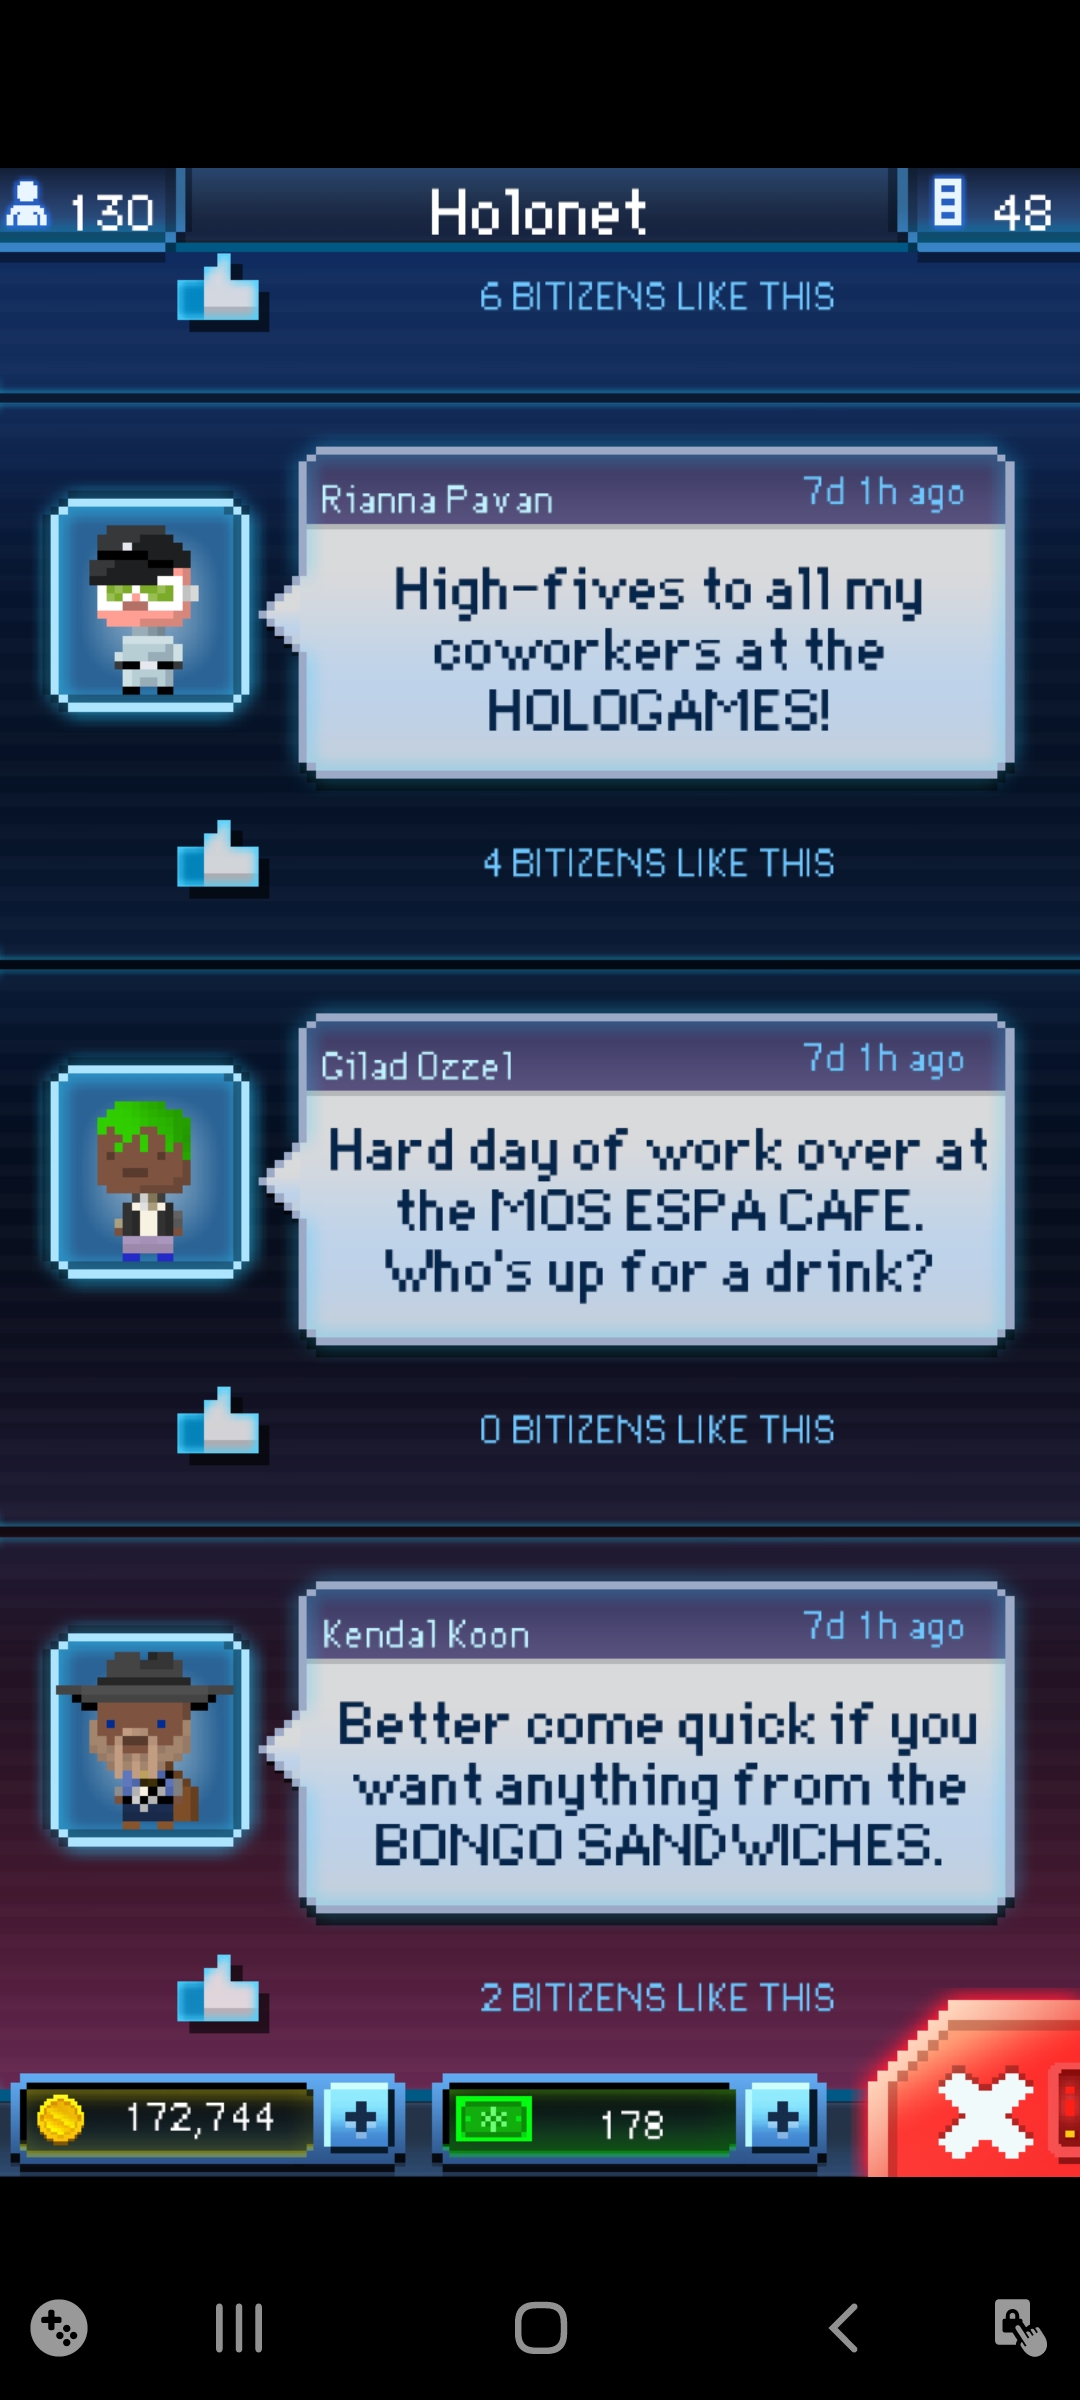 130
Holonet
48
6 BITIZENS LIKE THIS
Rianna Pavan
7d 1h ago
High-fives to all my
coworkers at the
HOLOGAMES!
4 BITIZENS LIKE THIS
Gilad Ozzel
7d 1h ago
Hard day of work over at
the MOS ESPA CAFE.
Who's up for a drink?
0 BITIZENS LIKE THIS
Kendal Koon
7d 1h ago
Better come quick if you
want anything from the
BONGO SANDWICHES.
2 BITIZENS LIKE THIS
172,744
178